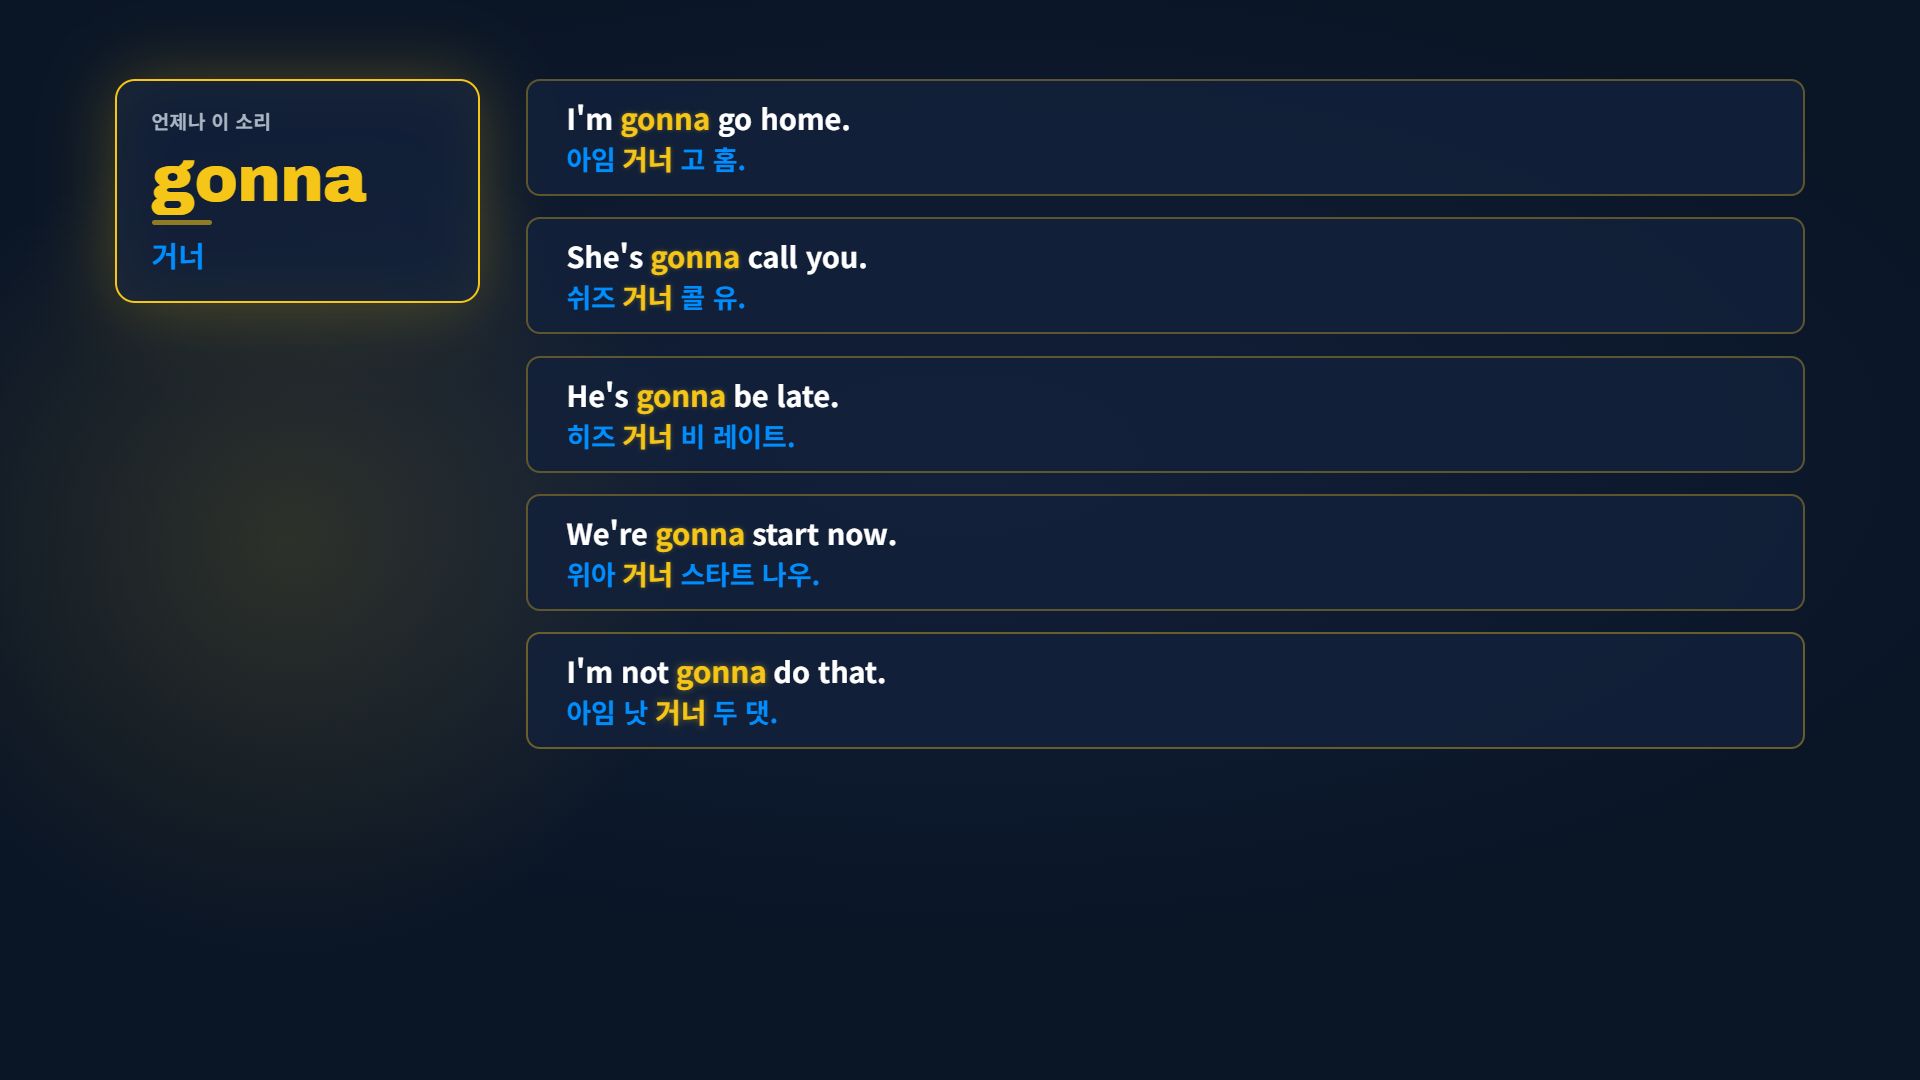 언제나 이 소리
gonna
거너
I'm gonna go home.
아임 거너 고 홈.
She's gonna call you.
쉬즈 거너 콜 유.
He's gonna be late.
히즈 거너 비 레이트.
We're gonna start now.
위아 거너 스타트 나우.
I'm not gonna do that.
아임 낫 거너 두 댓.